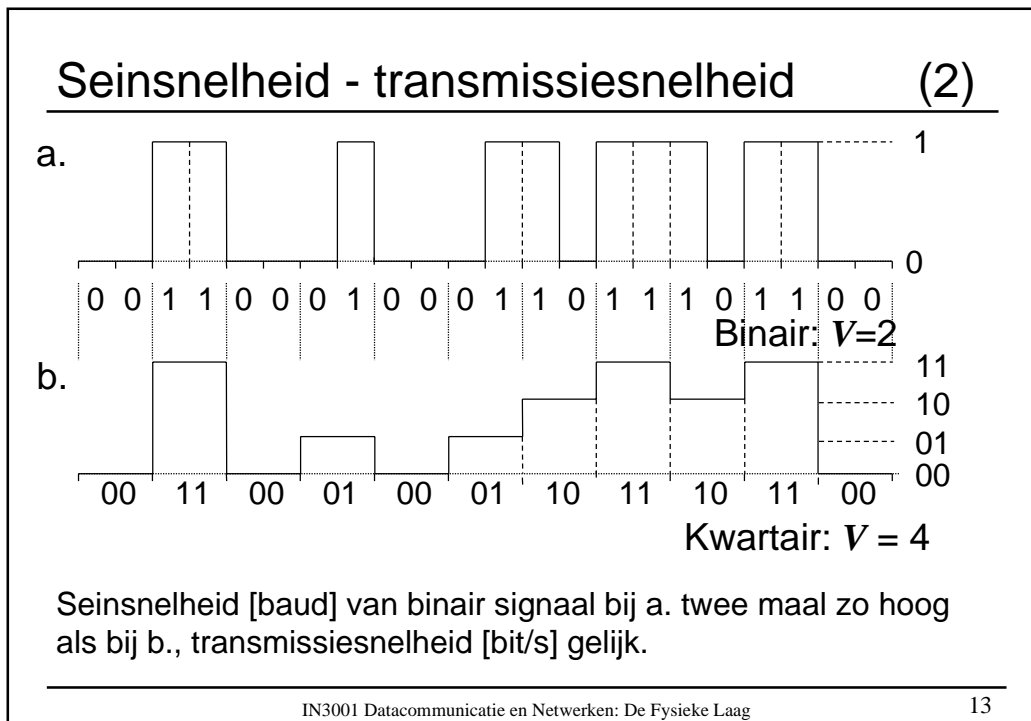 Seinsnelheid - transmissiesnelheid (2)
a.
1
0
0 0 1 1 0 0 0 1 0 0 0 1 1 0 1 1 1 0 1 1 0 0
Binair: V=2
b.
11
10
01
00
00 11 00 01 00 01 10 11 10 11 00
Kwartair: V = 4
Seinsnelheid [baud] van binair signaal bij a. twee maal zo hoog
als bij b., transmissiesnelheid [bit/s] gelijk.
IN3001 Datacommunicatie en Netwerken: De Fysieke Laag 13